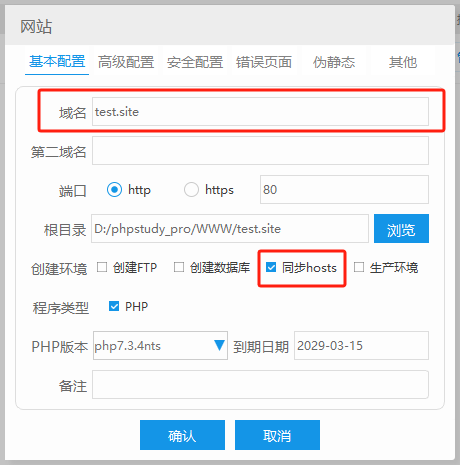 网站
基本配置 高级配置 安全配置 错误页面 伪静态 其他
域名 test.site
第二域名
端口 http https 80
根目录 D:/phpstudy_pro/WWW/test.site 浏览
创建环境 创建FTP 创建数据库 同步hosts 生产环境
程序类型 PHP
PHP版本 php7.3.4nts 到期日期 2029-03-15
备注
确认 取消